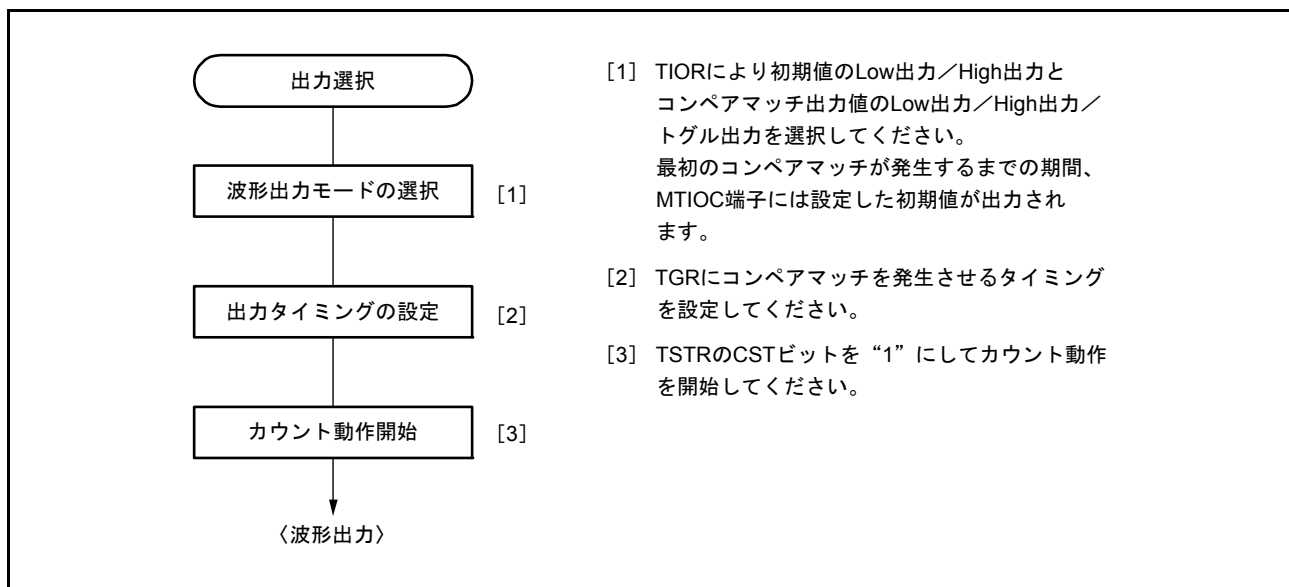 出力選択
波形出力モードの選択 [1]
出力タイミングの設定 [2]
カウント動作開始 [3]
〈波形出力〉
[1] TIORにより初期値のLow出力／High出力と
コンペアマッチ出力値のLow出力／High出力／
トグル出力を選択してください。
最初のコンペアマッチが発生するまでの期間、
MTIOC端子には設定した初期値が出力され
ます。
[2] TGRにコンペアマッチを発生させるタイミング
を設定してください。
[3] TSTRのCSTビットを“1”にしてカウント動作
を開始してください。